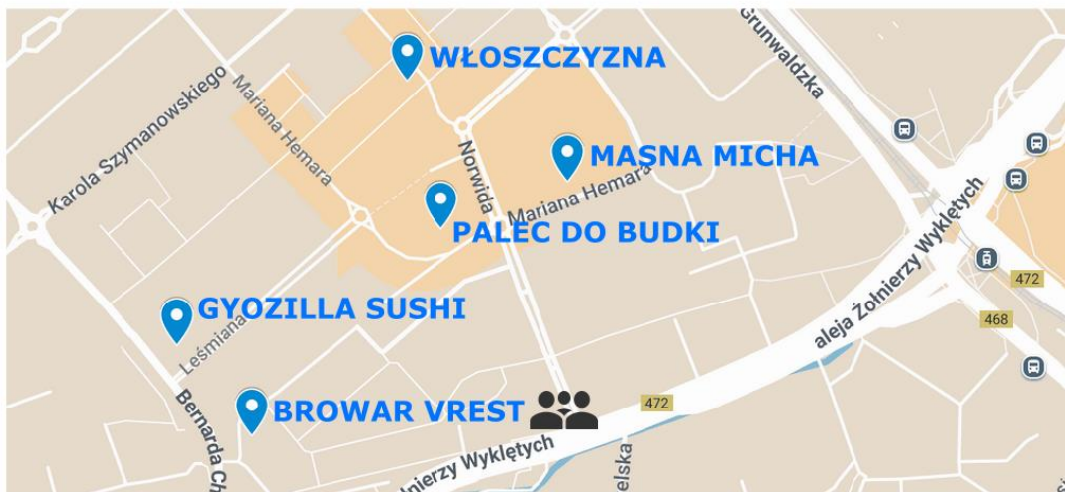 Grunwaldzka
WŁOSZCZYZNA
Mariana Hemara
Karola Szymanowskiego
Norwida
MASNA MICHA
Mariana Hemara
PALEC DO BUDKI
aleja Żołnierzy Wyklętych
472
468
GYOZILLA SUSHI
Leśmiana
BROWAR VREST
472
Bernarda Ch
nierzy Wyklętych
elska